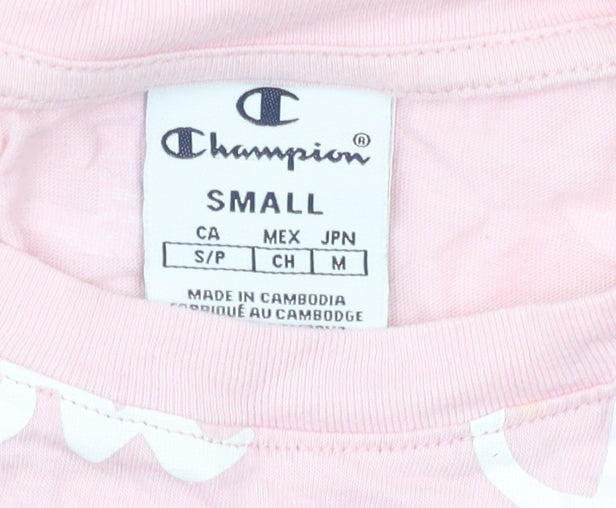 Champion®
SMALL
CA MEX JPN
S/P CH M
MADE IN CAMBODIA
FABRIQUÉ AU CAMBODGE